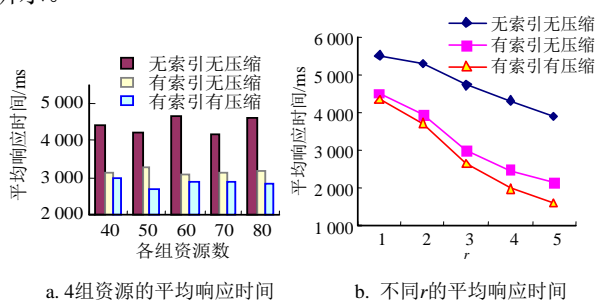 无索引无压缩
有索引无压缩
有索引有压缩
平均响应时间/ms
5 000
4 000
3 000
2 000
40 50 60 70 80
各组资源数
a. 4组资源的平均响应时间
无索引无压缩
有索引无压缩
有索引有压缩
平均响应时间/ms
6 000
5 000
4 000
3 000
2 000
1 000
1 2 3 4 5
r
b. 不同r的平均响应时间